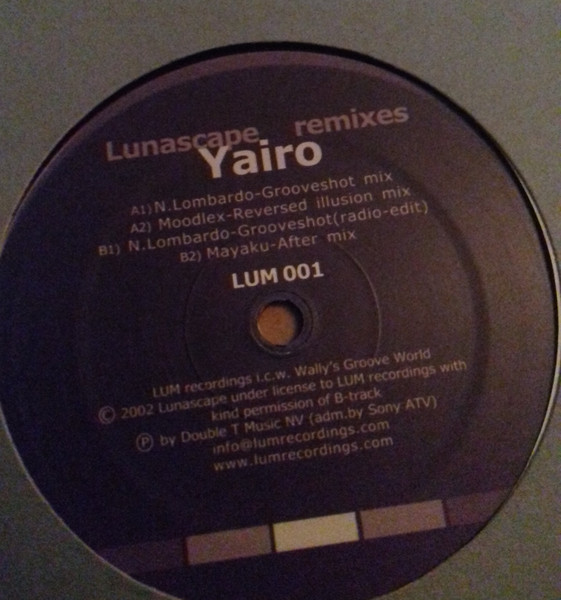 Lunascape remixes
Yairo
A1) N.Lombardo-Grooveshot mix
A2) Moodlex-Reversed illusion mix
B1) N.Lombardo-Grooveshot(radio-edit)
B2) Mayaku-After mix
LUM 001
LUM recordings i.c.w. Wally's Groove World
© 2002 Lunascape under license to LUM recordings with
kind permission of B-track
Ⓟ by Double T Music NV (adm.by Sony ATV)
info@lumrecordings.com
www.lumrecordings.com